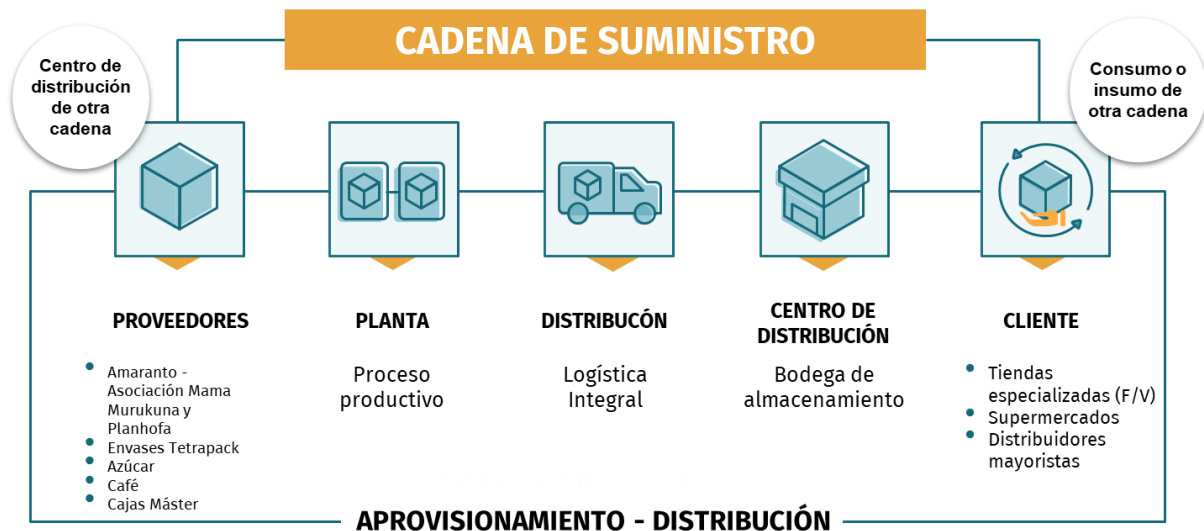 CADENA DE SUMINISTRO
Centro de
distribución
de otra
cadena
Consumo o
insumo de
otra cadena
PROVEEDORES
• Amaranto -
Asociación Mama
Murukuna y
Planhofa
• Envases Tetrapack
• Azúcar
• Café
• Cajas Máster
PLANTA
Proceso
productivo
DISTRIBUCÓN
Logística
Integral
CENTRO DE
DISTRIBUCIÓN
Bodega de
almacenamiento
CLIENTE
• Tiendas
especializadas (F/V)
• Supermercados
• Distribuidores
mayoristas
APROVISIONAMIENTO - DISTRIBUCIÓN